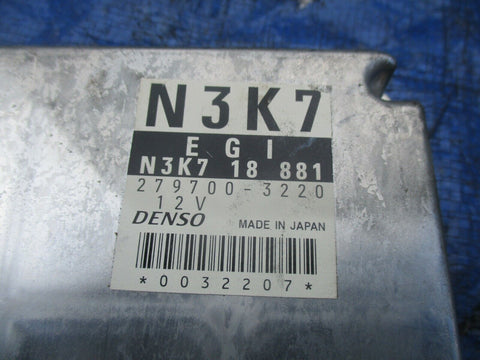 N3K7
EGI
N3K7 18 881
279700-3220
12V
DENSO MADE IN JAPAN
*0032207*